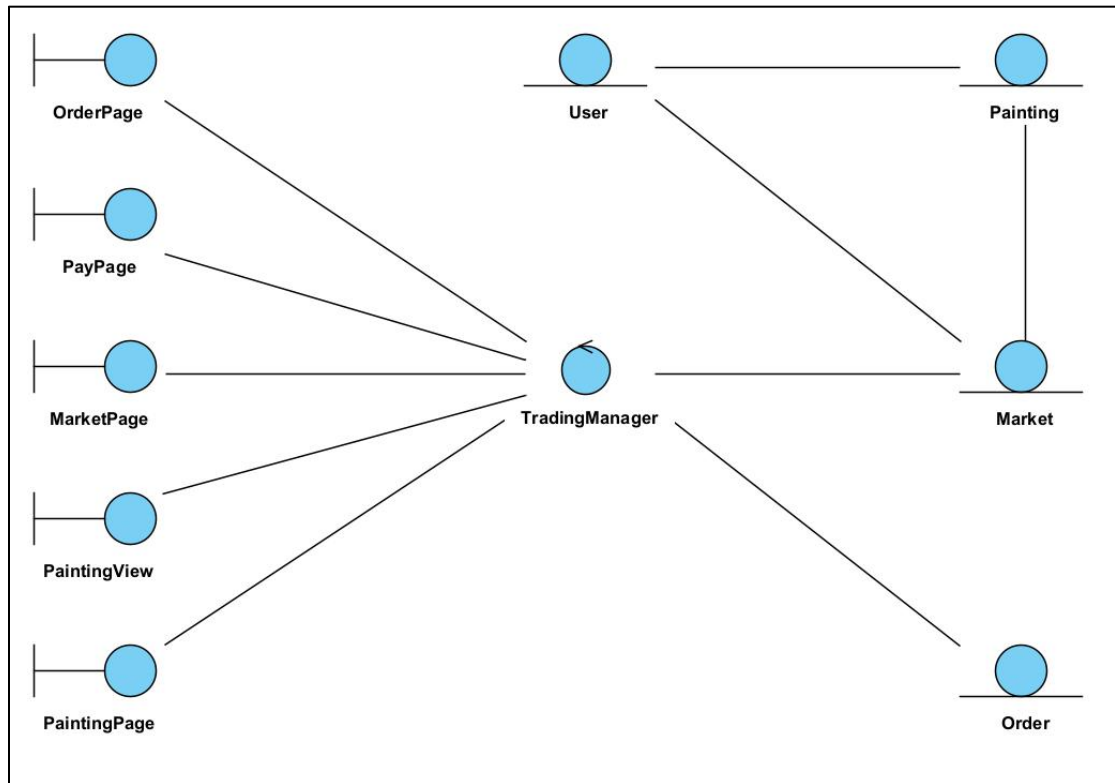 OrderPage
User
Painting
PayPage
MarketPage
TradingManager
Market
PaintingView
PaintingPage
Order